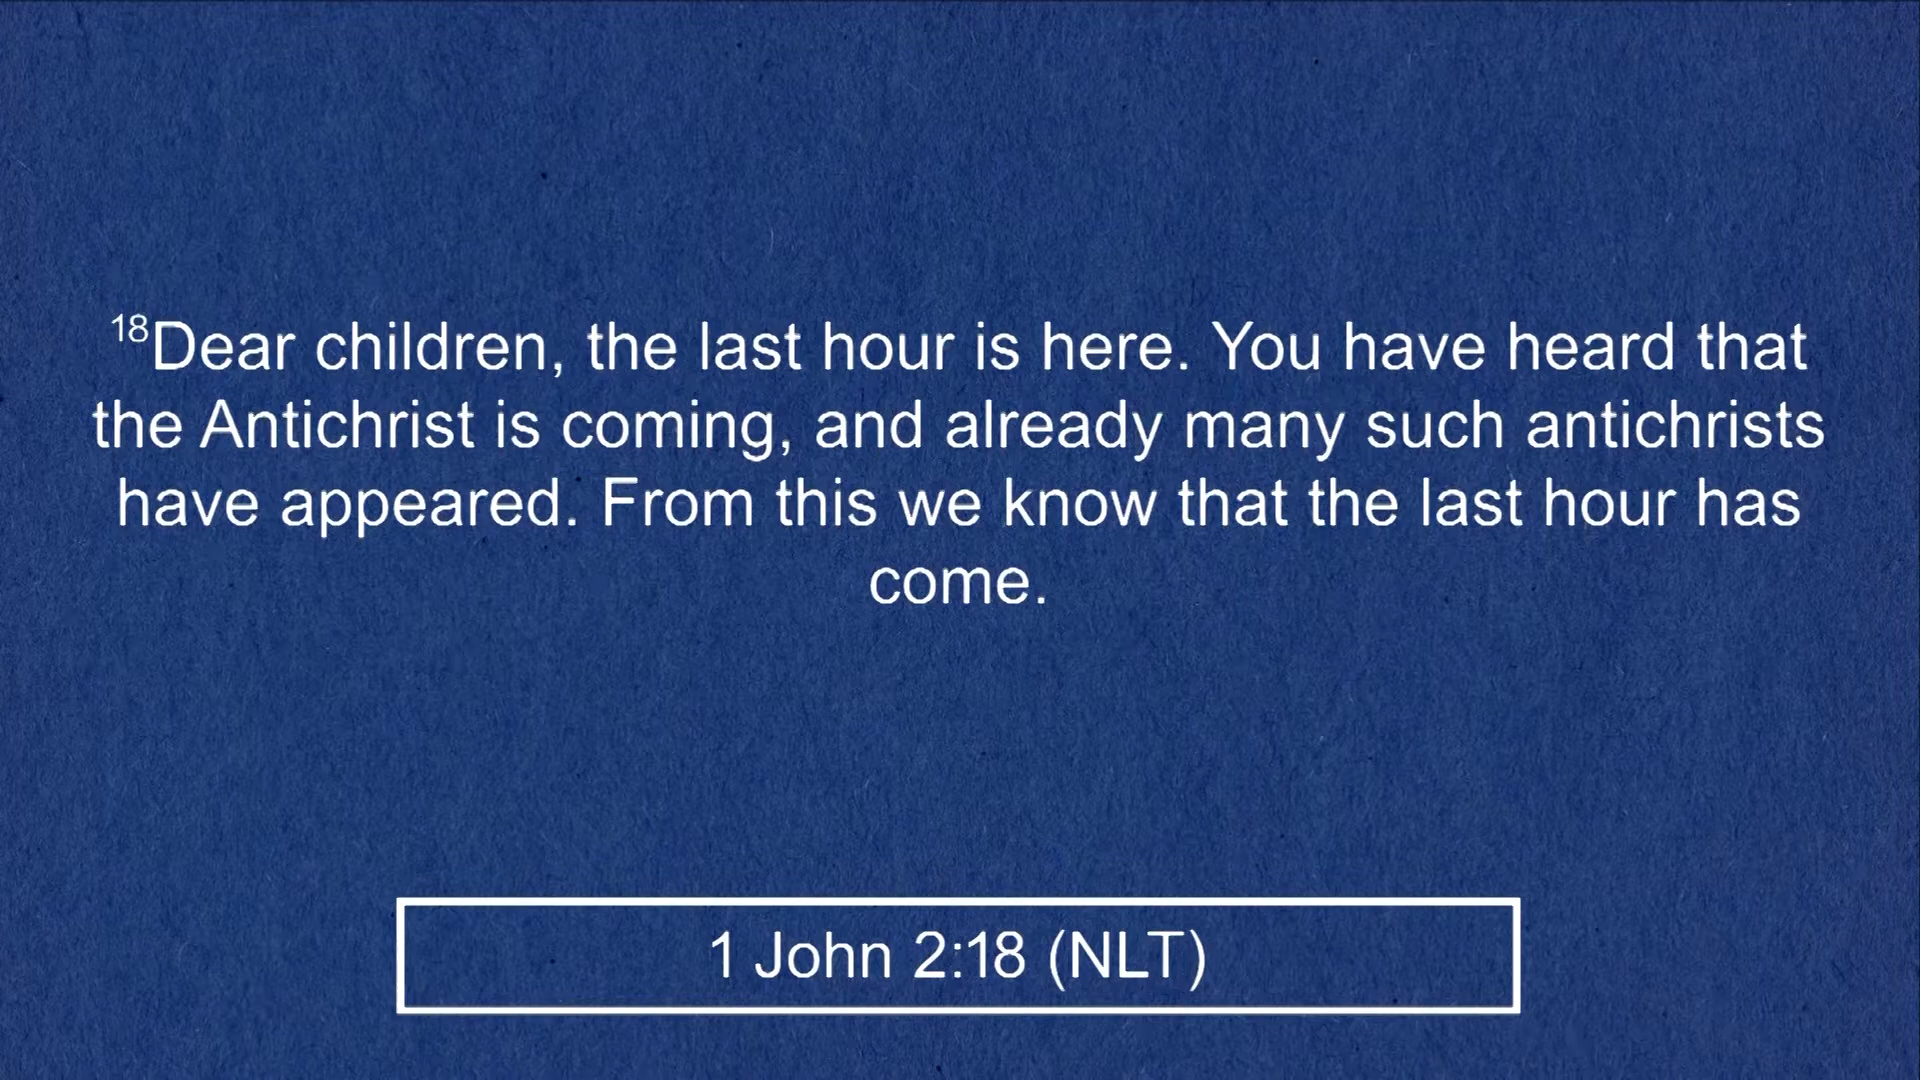 ¹⁸Dear children, the last hour is here. You have heard that
the Antichrist is coming, and already many such antichrists
have appeared. From this we know that the last hour has
come.
1 John 2:18 (NLT)